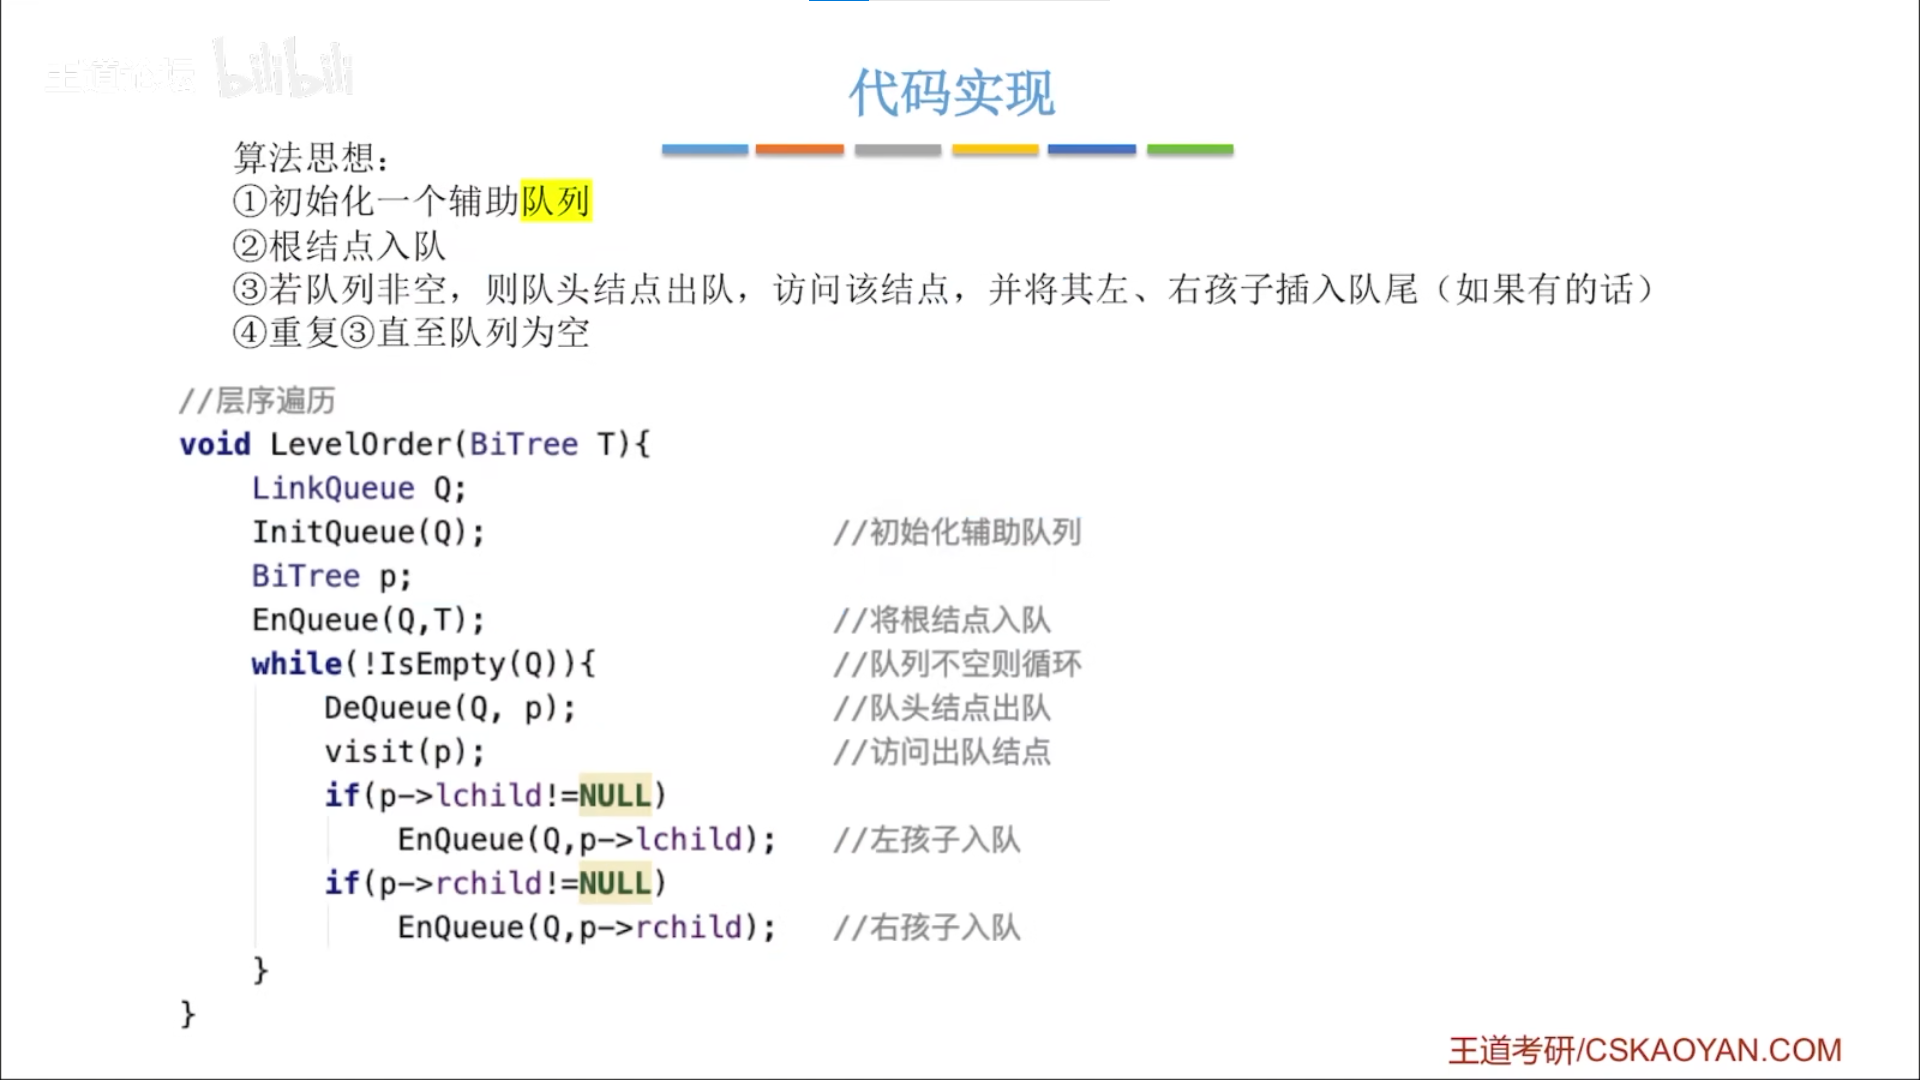 王道论坛 bilibili
代码实现
算法思想：
①初始化一个辅助队列
②根结点入队
③若队列非空，则队头结点出队，访问该结点，并将其左、右孩子插入队尾（如果有的话）
④重复③直至队列为空
//层序遍历
void LevelOrder(BiTree T){
    LinkQueue Q;
    InitQueue(Q);                //初始化辅助队列
    BiTree p;
    EnQueue(Q,T);                //将根结点入队
    while(!IsEmpty(Q)){          //队列不空则循环
        DeQueue(Q, p);           //队头结点出队
        visit(p);                //访问出队结点
        if(p->lchild!=NULL)
            EnQueue(Q,p->lchild);   //左孩子入队
        if(p->rchild!=NULL)
            EnQueue(Q,p->rchild);   //右孩子入队
    }
}
王道考研/CSKAOYAN.COM